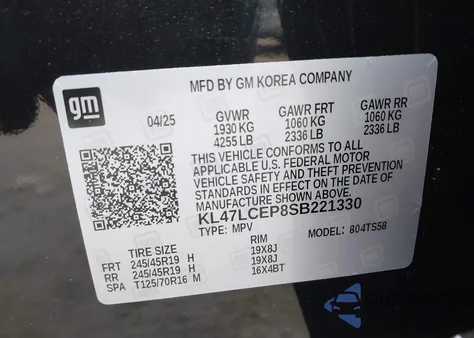 gm
MFD BY GM KOREA COMPANY
04/25 GVWR GAWR FRT GAWR RR
1930 KG 1060 KG 1060 KG
4255 LB 2336 LB 2336 LB
THIS VEHICLE CONFORMS TO ALL
APPLICABLE U.S. FEDERAL MOTOR
VEHICLE SAFETY AND THEFT PREVENTION
STANDARDS IN EFFECT ON THE DATE OF
MANUFACTURE SHOWN ABOVE.
KL47LCEP8SB221330
TYPE: MPV MODEL: 804TS58
TIRE SIZE RIM
FRT 245/45R19 H 19X8J
RR 245/45R19 H 19X8J
SPA T125/70R16 M 16X4BT